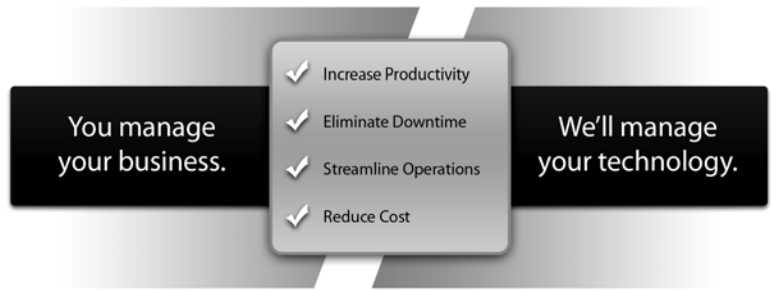 You manage
your business.
Increase Productivity
Eliminate Downtime
Streamline Operations
Reduce Cost
We'll manage
your technology.